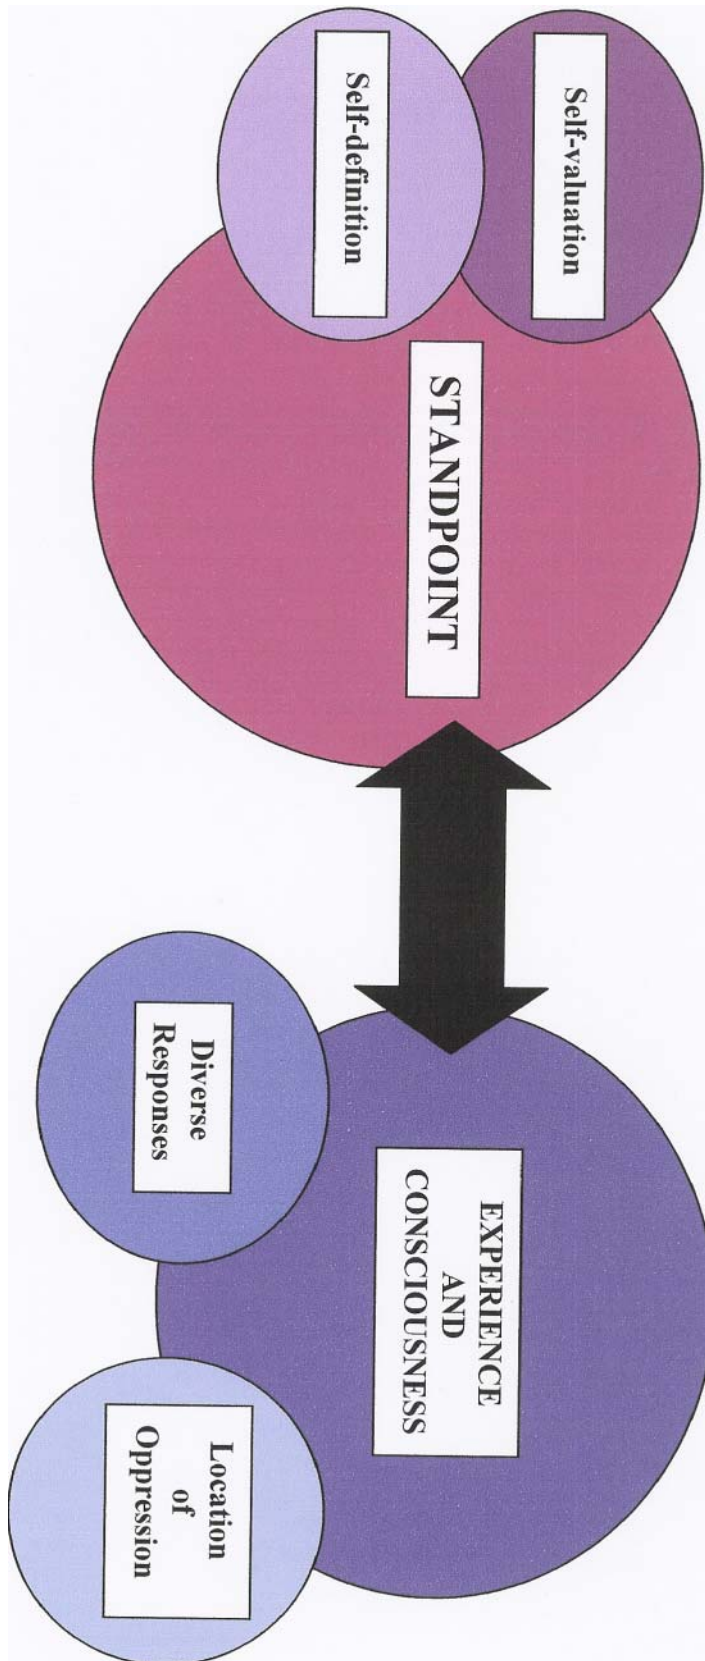 Self-valuation
Self-definition
STANDPOINT
EXPERIENCE
AND
CONSCIOUSNESS
Diverse
Responses
Location
of
Oppression